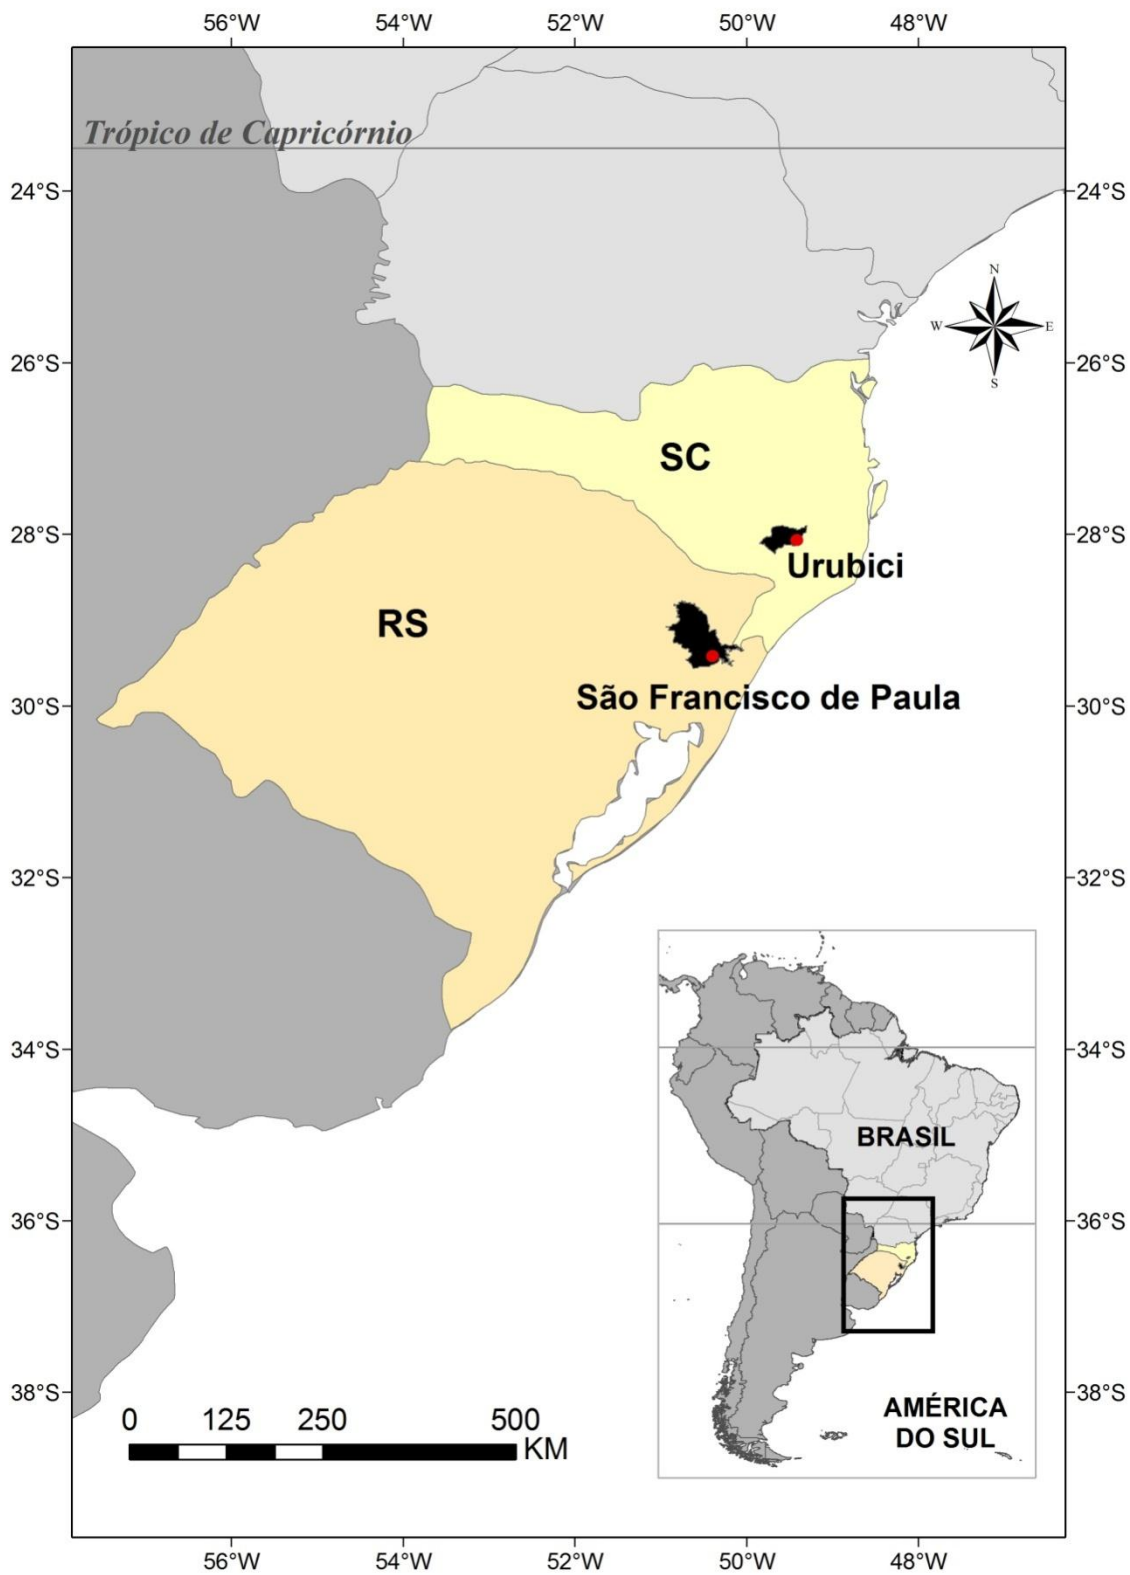 56°W 54°W 52°W 50°W 48°W
Trópico de Capricórnio
24°S 24°S
N
W E
S
26°S 26°S
SC
28°S 28°S
Urubici
RS
São Francisco de Paula
30°S 30°S
32°S 32°S
34°S 34°S
BRASIL
36°S 36°S
38°S 38°S
AMÉRICA
DO SUL
0 125 250 500
KM
56°W 54°W 52°W 50°W 48°W